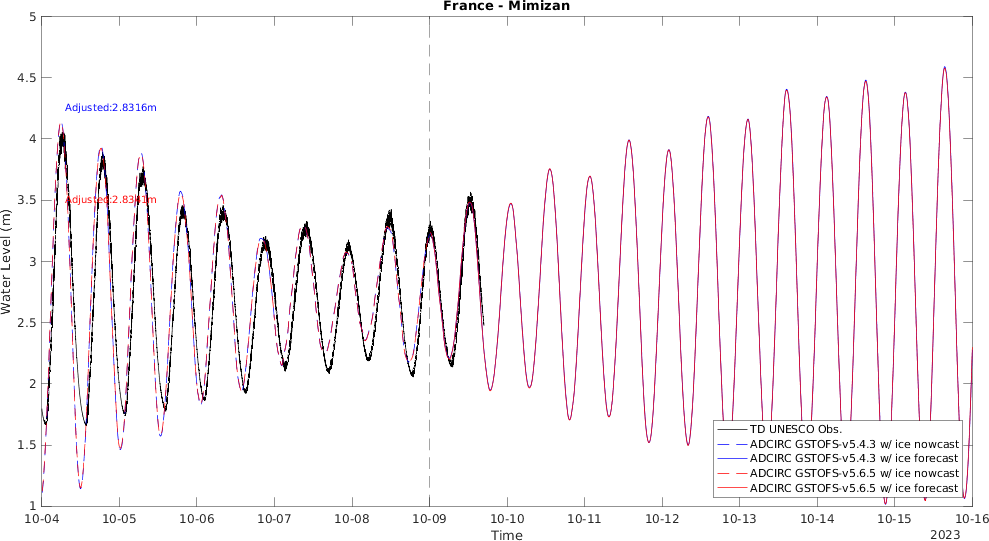 France - Mimizan
5
4.5
4
3.5
3
2.5
2
1.5
1
Water Level (m)
Adjusted:2.8316m
Adjusted:2.8341m
10-04
10-05
10-06
10-07
10-08
10-09
10-10
10-11
10-12
10-13
10-14
10-15
10-16
Time
2023
TD UNESCO Obs.
ADCIRC GSTOFS-v5.4.3 w/ ice nowcast
ADCIRC GSTOFS-v5.4.3 w/ ice forecast
ADCIRC GSTOFS-v5.6.5 w/ ice nowcast
ADCIRC GSTOFS-v5.6.5 w/ ice forecast